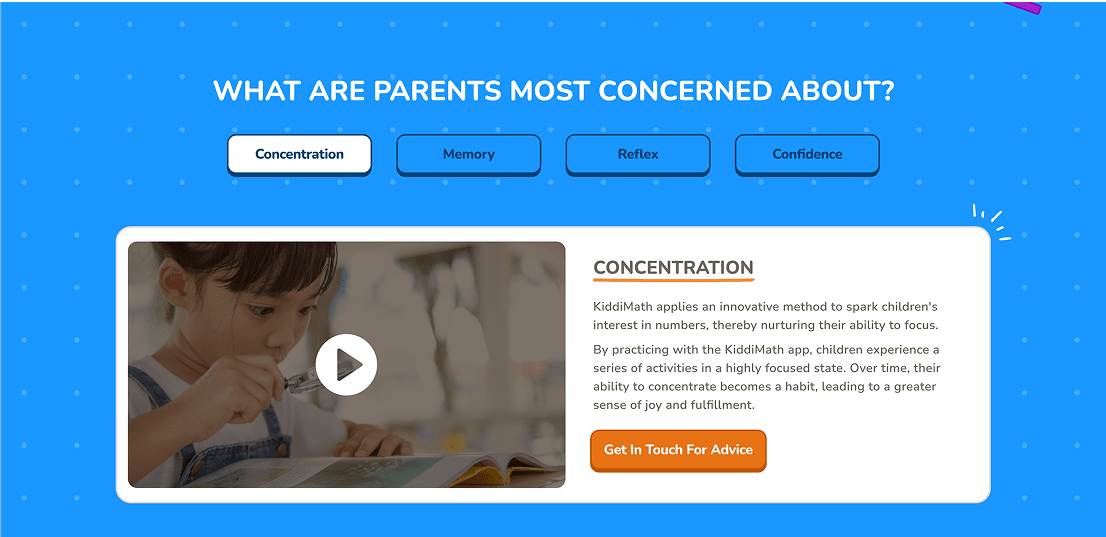 WHAT ARE PARENTS MOST CONCERNED ABOUT?
Concentration
Memory
Reflex
Confidence
CONCENTRATION
KiddiMath applies an innovative method to spark children's
interest in numbers, thereby nurturing their ability to focus.
By practicing with the KiddiMath app, children experience a
series of activities in a highly focused state. Over time, their
ability to concentrate becomes a habit, leading to a greater
sense of joy and fulfillment.
Get In Touch For Advice